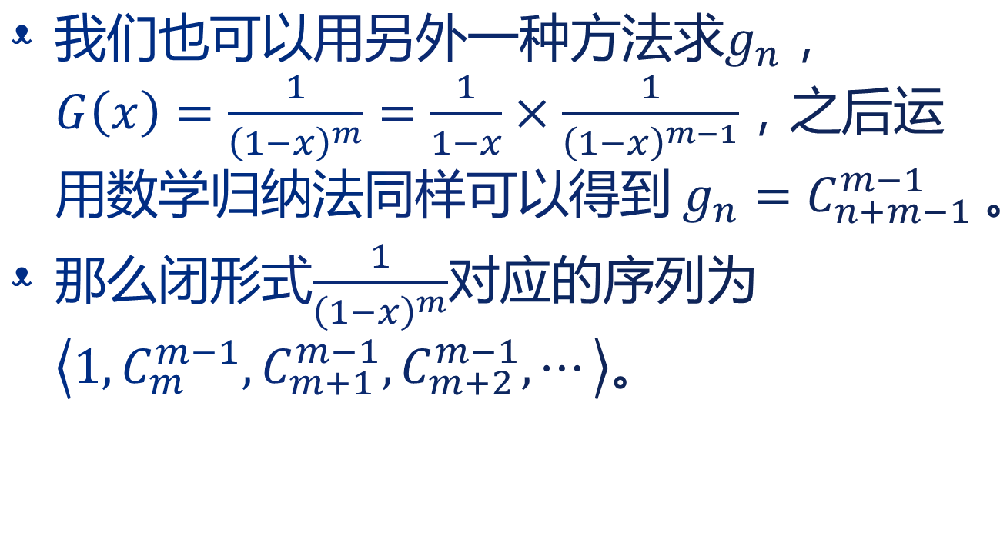 我们也可以用另外一种方法求$g_n$，
$G(x) = \frac{1}{(1-x)^m} = \frac{1}{1-x} \times \frac{1}{(1-x)^{m-1}}$，之后运
用数学归纳法同样可以得到 $g_n = C_{n+m-1}^{m-1}$。
那么闭形式$\frac{1}{(1-x)^m}$对应的序列为
$\langle 1, C_m^{m-1}, C_{m+1}^{m-1}, C_{m+2}^{m-1}, \cdots \rangle$。